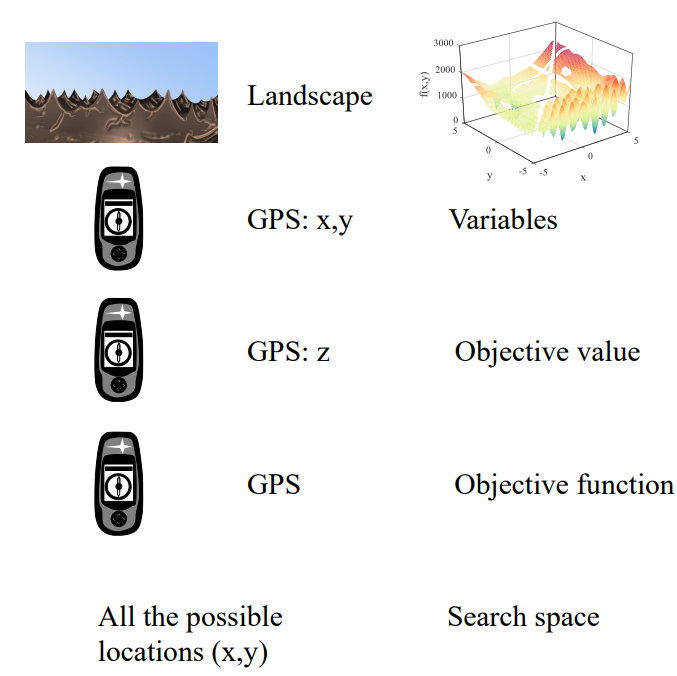 Landscape
3000
2000
1000
0
f(x,y)
5
0
-5
y
-5
0
5
x
GPS: x,y
Variables
GPS: z
Objective value
GPS
Objective function
All the possible
locations (x,y)
Search space